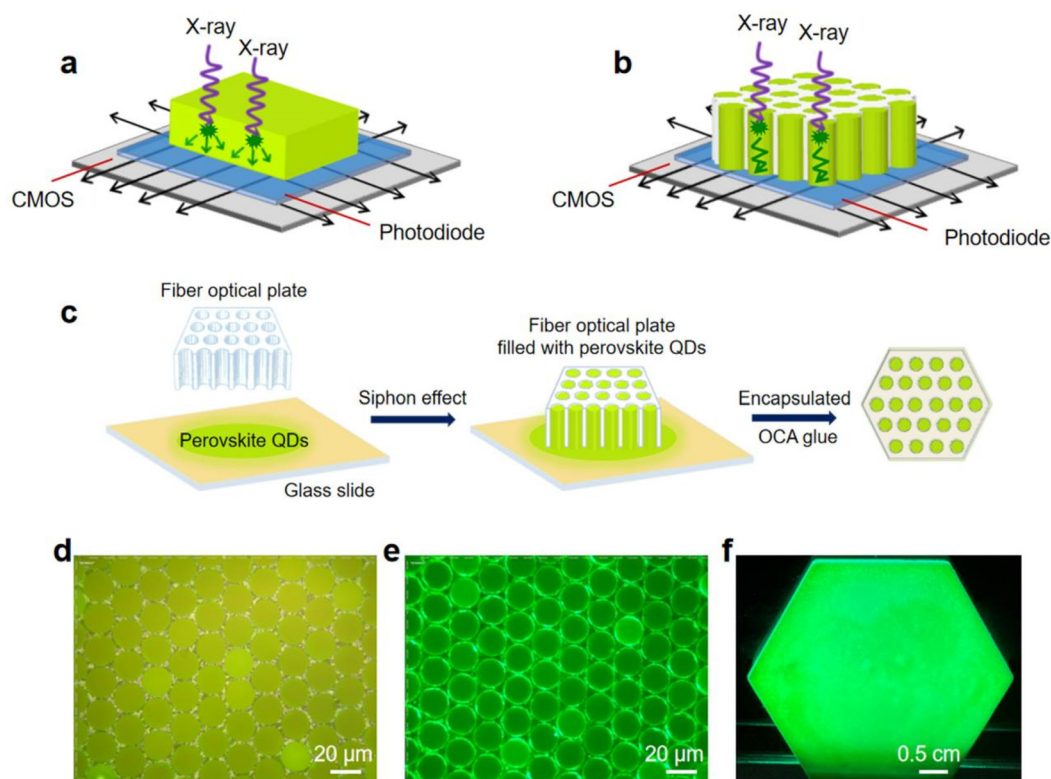 a
X-ray
X-ray
CMOS
Photodiode
b
X-ray
X-ray
CMOS
Photodiode
c
Fiber optical plate
Perovskite QDs
Glass slide
Siphon effect
Fiber optical plate
filled with perovskite QDs
Encapsulated
OCA glue
d
20 μm
e
20 μm
f
0.5 cm